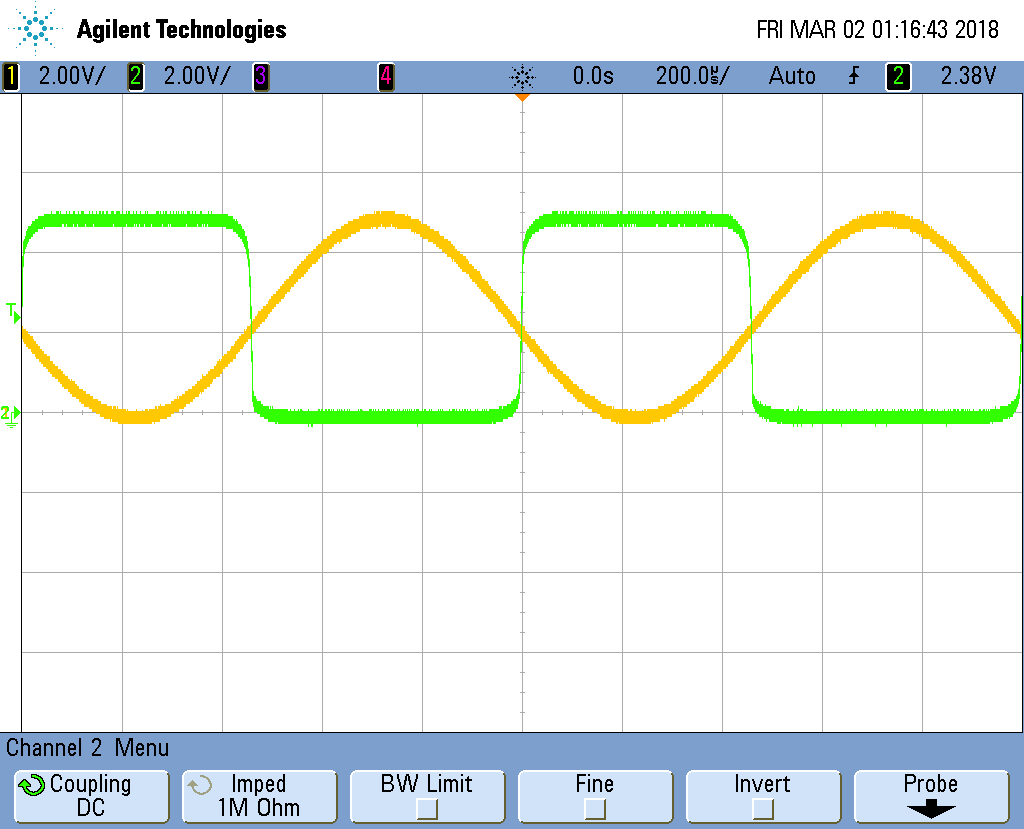 Agilent Technologies FRI MAR 02 01:16:43 2018
1 2.00V/ 2 2.00V/ 3 4 0.0s 200.0µs/ Auto 2 2.38V
T
2
Channel 2 Menu
Coupling Imped BW Limit Fine Invert Probe
DC 1M Ohm